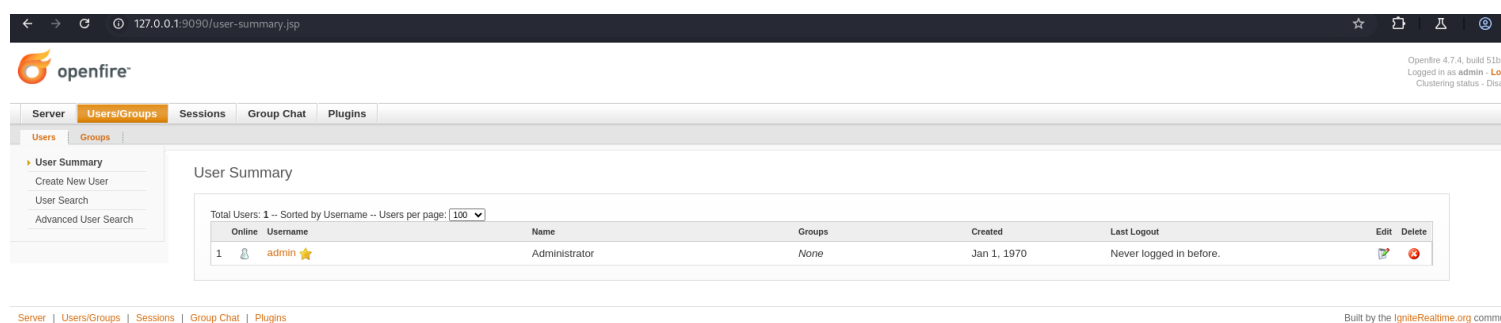 127.0.0.1:9090/user-summary.jsp
openfire™
Openfire 4.7.4, build 51b
Logged in as admin - Lo
Clustering status - Disa
Server Users/Groups Sessions Group Chat Plugins
Users Groups
User Summary
Create New User
User Search
Advanced User Search
User Summary
Total Users: 1 -- Sorted by Username -- Users per page: 100
Online Username Name Groups Created Last Logout Edit Delete
1 admin Administrator None Jan 1, 1970 Never logged in before.
Server | Users/Groups | Sessions | Group Chat | Plugins
Built by the IgniteRealtime.org commu